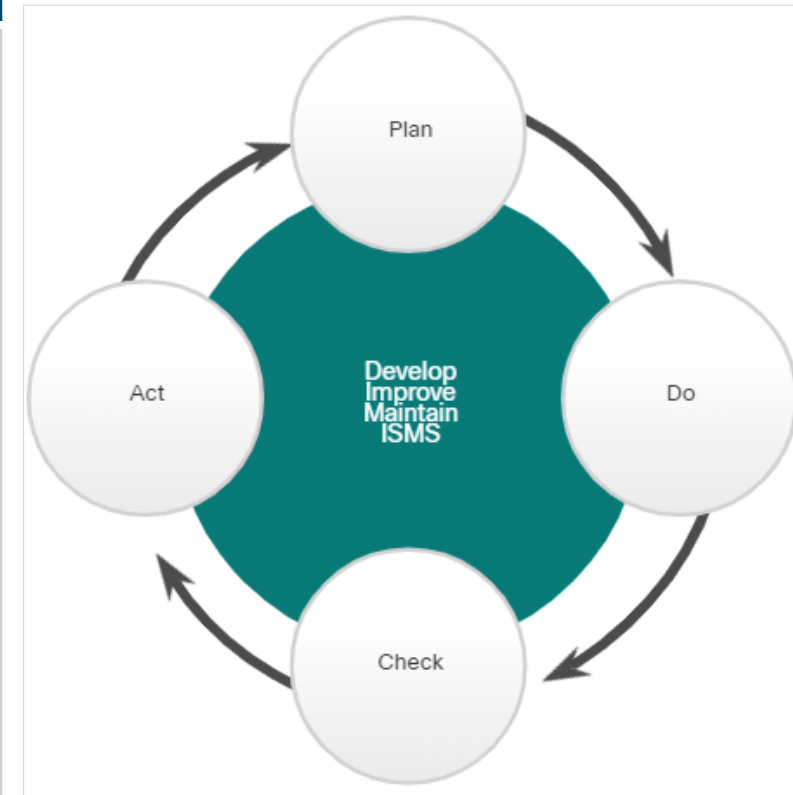 Plan
Act
Develop
Improve
Maintain
ISMS
Do
Check